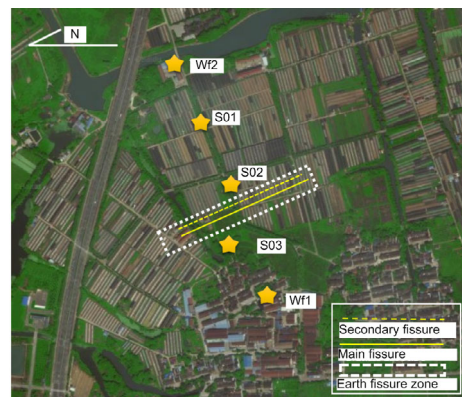 N
Wf2
S01
S02
S03
Wf1
Secondary fissure
Main fissure
Earth fissure zone